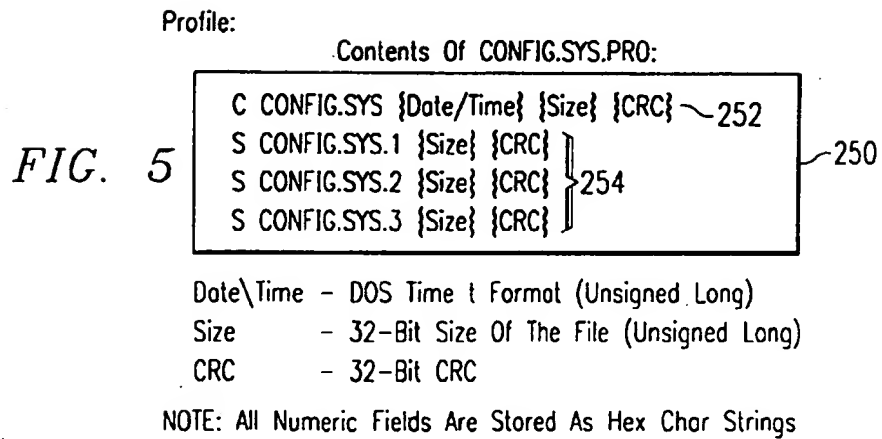 Profile:
Contents Of CONFIG.SYS.PRO:
C CONFIG.SYS {Date/Time} {Size} {CRC} 252
S CONFIG.SYS.1 {Size} {CRC}
S CONFIG.SYS.2 {Size} {CRC} 254
S CONFIG.SYS.3 {Size} {CRC}
250
FIG. 5
Date\Time - DOS Time t Format (Unsigned Long)
Size - 32-Bit Size Of The File (Unsigned Long)
CRC - 32-Bit CRC
NOTE: All Numeric Fields Are Stored As Hex Char Strings